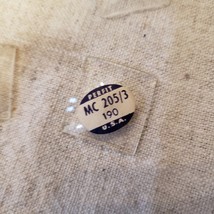 PERFIT
MC 205/3
190
U.S.A.